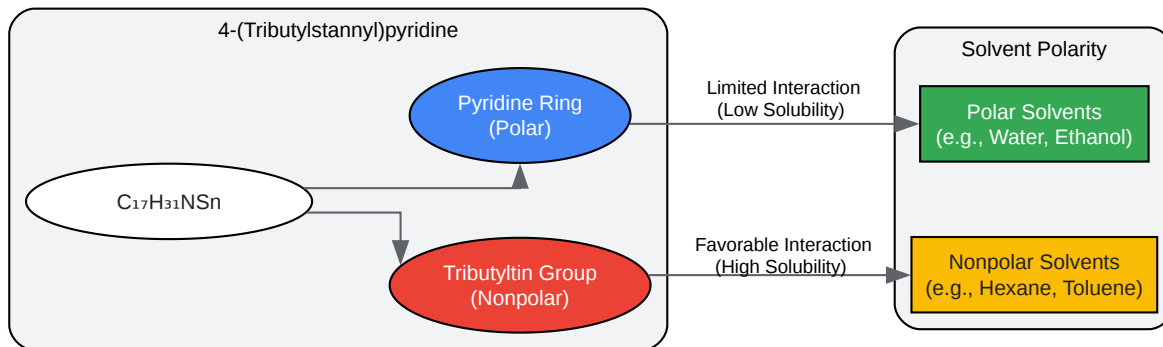 4-(Tributylstannyl)pyridine
Solvent Polarity
Pyridine Ring
(Polar)
Limited Interaction
(Low Solubility)
Polar Solvents
(e.g., Water, Ethanol)
C₁₇H₃₁NSn
Tributyltin Group
(Nonpolar)
Favorable Interaction
(High Solubility)
Nonpolar Solvents
(e.g., Hexane, Toluene)